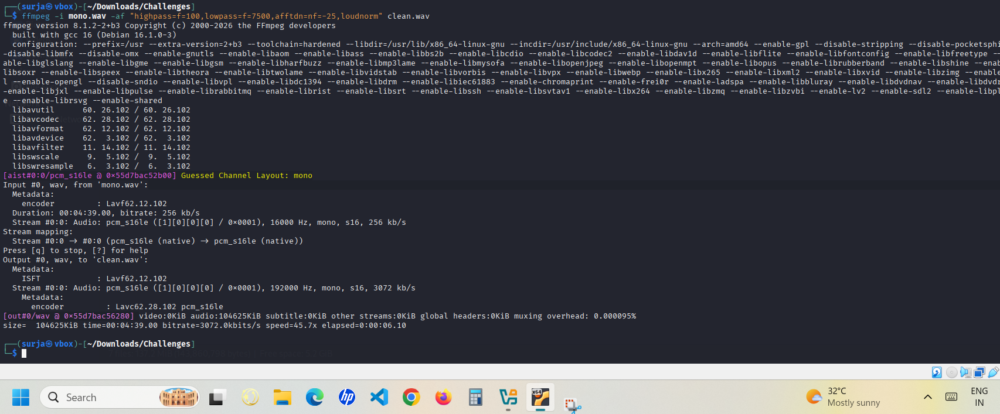 ┌──(surja㉿vbox)-[~/Downloads/Challenges]
└─$ ffmpeg -i mono.wav -af "highpass=f=100,lowpass=f=7500,afftdn=nf=-25,loudnorm" clean.wav
ffmpeg version 8.1.2-2+b3 Copyright (c) 2000-2026 the FFmpeg developers
  built with gcc 16 (Debian 16.1.0-3)
  configuration: --prefix=/usr --extra-version=2+b3 --toolchain=hardened --libdir=/usr/lib/x86_64-linux-gnu --incdir=/usr/include/x86_64-linux-gnu --arch=amd64 --enable-gpl --disable-stripping --disable-pocketsphi
-disable-libmfx --disable-omx --enable-gnutls --enable-libaom --enable-libass --enable-libbs2b --enable-libcdio --enable-libcodec2 --enable-libdav1d --enable-libflite --enable-libfontconfig --enable-libfreetype --
able-libglslang --enable-libgme --enable-libgsm --enable-libharfbuzz --enable-libmp3lame --enable-libmysofa --enable-libopenjpeg --enable-libopenmpt --enable-libopus --enable-librubberband --enable-libshine --enab
libsoxr --enable-libspeex --enable-libtheora --enable-libtwolame --enable-libvidstab --enable-libvorbis --enable-libvpx --enable-libwebp --enable-libx265 --enable-libxml2 --enable-libxvid --enable-libzimg --enable
l --enable-opengl --disable-sndio --enable-libvpl --enable-libdc1394 --enable-libdrm --enable-libiec61883 --enable-chromaprint --enable-frei0r --enable-ladspa --enable-libbluray --enable-libdvdnav --enable-libdvdr
-enable-libjxl --enable-libpulse --enable-librabbitmq --enable-librist --enable-libsrt --enable-libssh --enable-libsvtav1 --enable-libx264 --enable-libzmq --enable-libzvbi --enable-lv2 --enable-sdl2 --enable-libpl
e --enable-librsvg --enable-shared
  libavutil      60. 26.102 / 60. 26.102
  libavcodec     62. 28.102 / 62. 28.102
  libavformat    62. 12.102 / 62. 12.102
  libavdevice    62.  3.102 / 62.  3.102
  libavfilter    11. 14.102 / 11. 14.102
  libswscale      9.  5.102 /  9.  5.102
  libswresample   6.  3.102 /  6.  3.102
[aist#0:0/pcm_s16le @ 0x55d7bac52b00] Guessed Channel Layout: mono
Input #0, wav, from 'mono.wav':
  Metadata:
    encoder         : Lavf62.12.102
  Duration: 00:04:39.00, bitrate: 256 kb/s
  Stream #0:0: Audio: pcm_s16le ([1][0][0][0] / 0x0001), 16000 Hz, mono, s16, 256 kb/s
Stream mapping:
  Stream #0:0 -> #0:0 (pcm_s16le (native) -> pcm_s16le (native))
Press [q] to stop, [?] for help
Output #0, wav, to 'clean.wav':
  Metadata:
    ISFT            : Lavf62.12.102
  Stream #0:0: Audio: pcm_s16le ([1][0][0][0] / 0x0001), 192000 Hz, mono, s16, 3072 kb/s
    Metadata:
      encoder         : Lavc62.28.102 pcm_s16le
[out#0/wav @ 0x55d7bac56280] video:0KiB audio:104625KiB subtitle:0KiB other streams:0KiB global headers:0KiB muxing overhead: 0.000095%
size=  104625KiB time=00:04:39.00 bitrate=3072.0kbits/s speed=45.7x elapsed=0:00:06.10
┌──(surja㉿vbox)-[~/Downloads/Challenges]
└─$
Search
hp
x64
32°C
Mostly sunny
ENG
IN